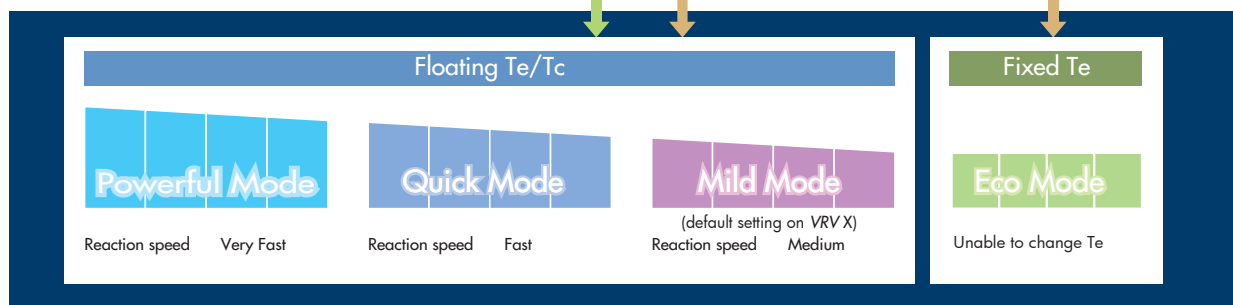 Floating Te/Tc
Fixed Te
Powerful Mode
Quick Mode
Mild Mode
Eco Mode
(default setting on VRV X)
Reaction speed Very Fast
Reaction speed Fast
Reaction speed Medium
Unable to change Te